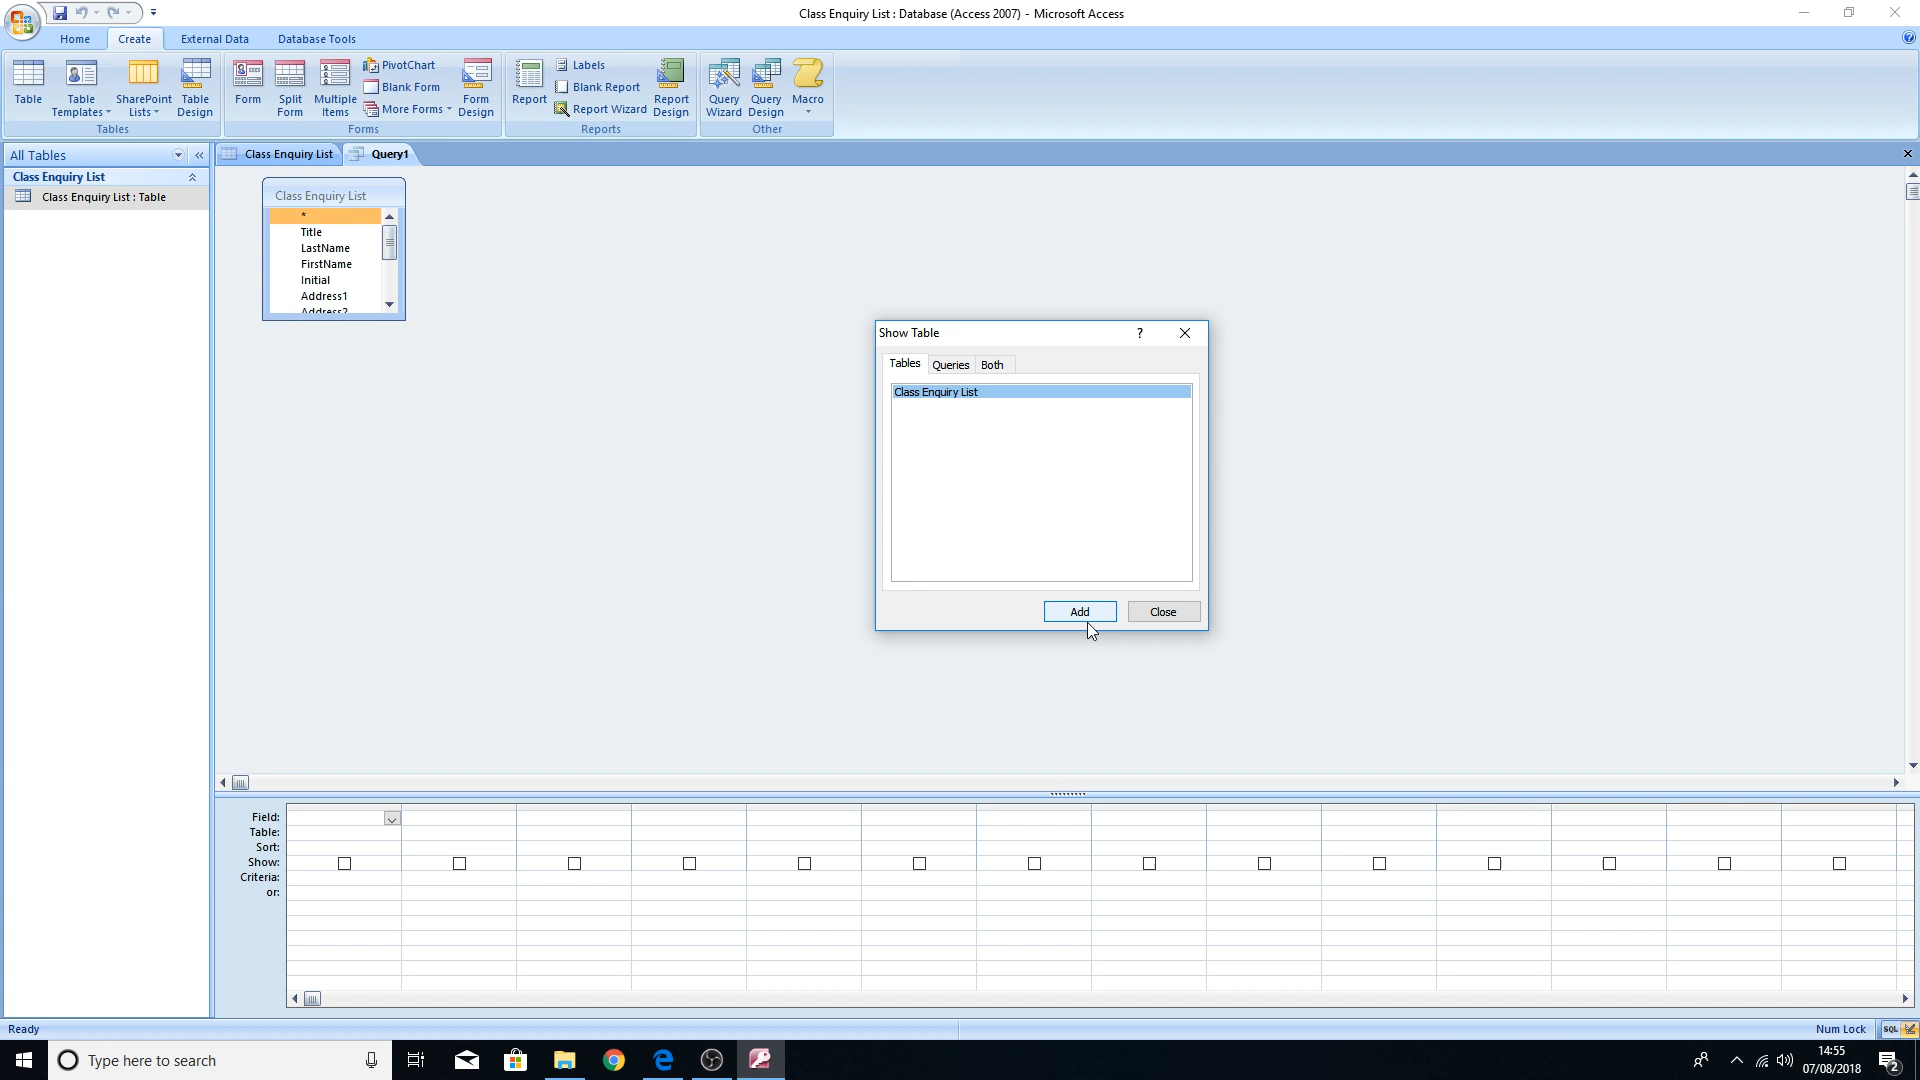 Class Enquiry List : Database (Access 2007) - Microsoft Access
Home Create External Data Database Tools
Table
Table Templates
SharePoint Lists
Table Design
Tables
Form
Split Form
Multiple Items
PivotChart
Blank Form
More Forms
Form Design
Forms
Report
Labels
Blank Report
Report Wizard
Report Design
Reports
Query Wizard
Query Design
Macro
Other
All Tables
Class Enquiry List
Class Enquiry List : Table
Class Enquiry List Query1
Class Enquiry List
*
Title
LastName
FirstName
Initial
Address1
Address2
Show Table ?
Tables Queries Both
Class Enquiry List
Add Close
Field:
Table:
Sort:
Show:
Criteria:
or:
Ready Num Lock SQL
Type here to search
14:55
07/08/2018
2